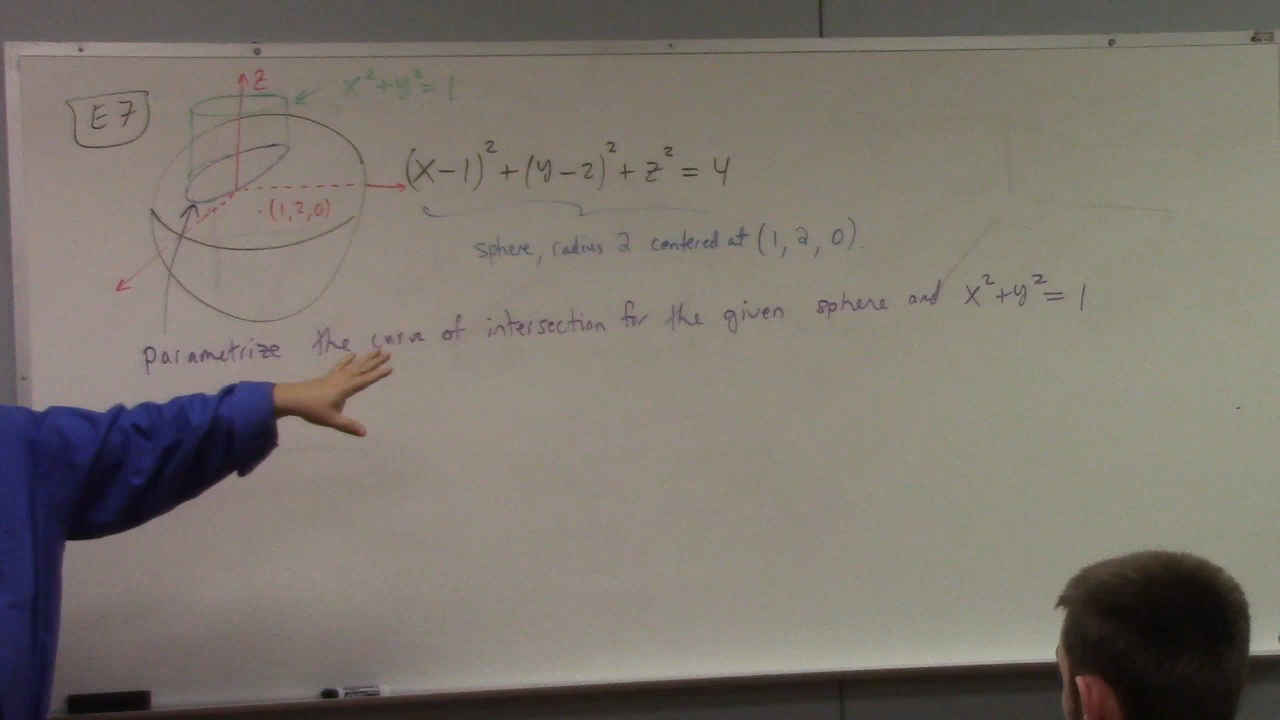 E7
z
x²+y²=1
(x-1)²+(y-2)²+z²=4
(1,2,0)
sphere, radius 2 centered at (1, 2, 0).
parametrize the curve of intersection for the given sphere and x²+y²=1